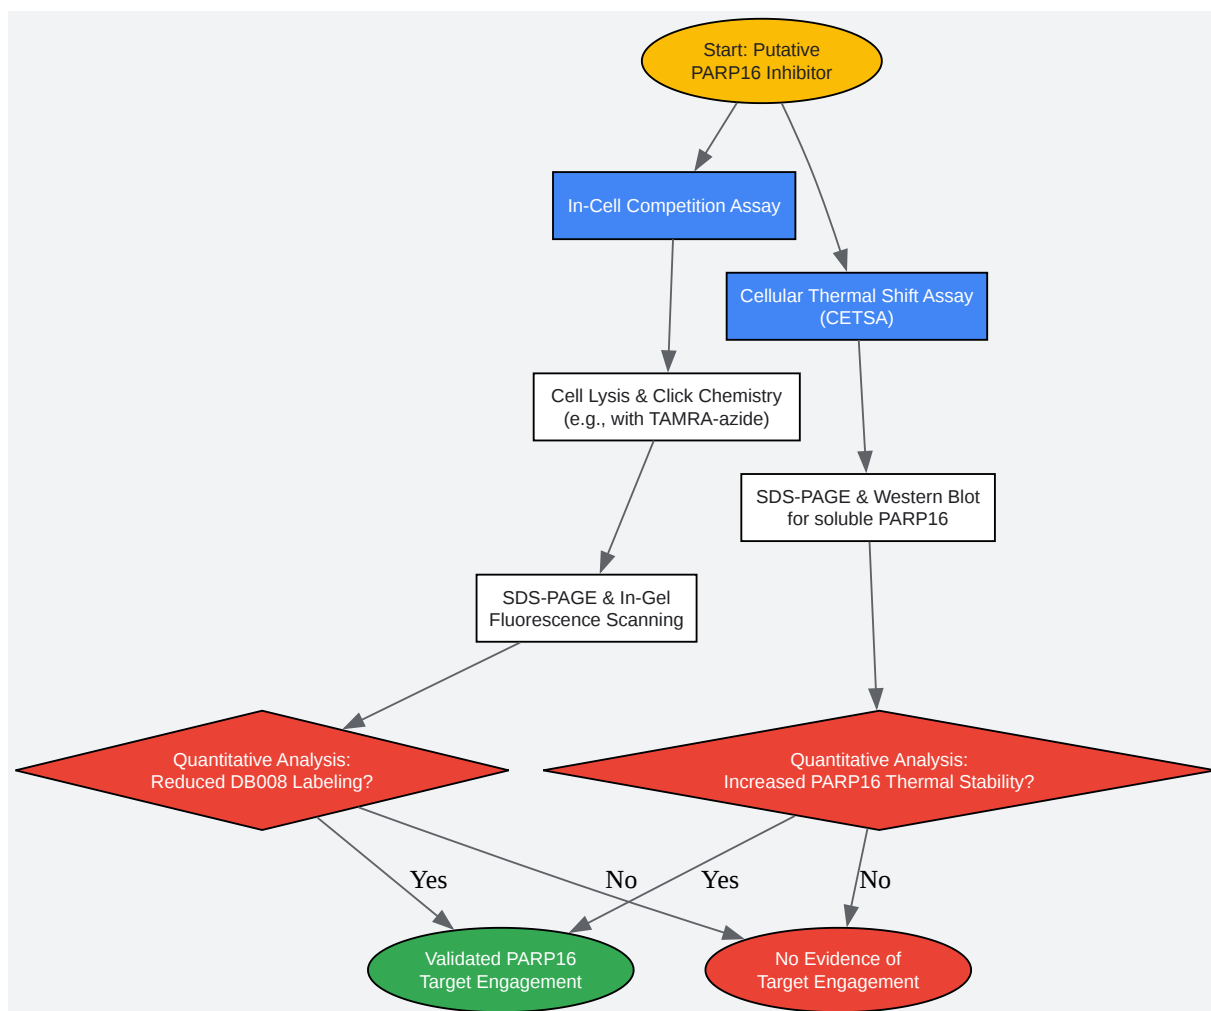 Start: Putative
PARP16 Inhibitor
In-Cell Competition Assay
Cellular Thermal Shift Assay
(CETSA)
Cell Lysis & Click Chemistry
(e.g., with TAMRA-azide)
SDS-PAGE & Western Blot
for soluble PARP16
SDS-PAGE & In-Gel
Fluorescence Scanning
Quantitative Analysis:
Reduced DB008 Labeling?
Quantitative Analysis:
Increased PARP16 Thermal Stability?
Yes
No
Yes
No
Validated PARP16
Target Engagement
No Evidence of
Target Engagement